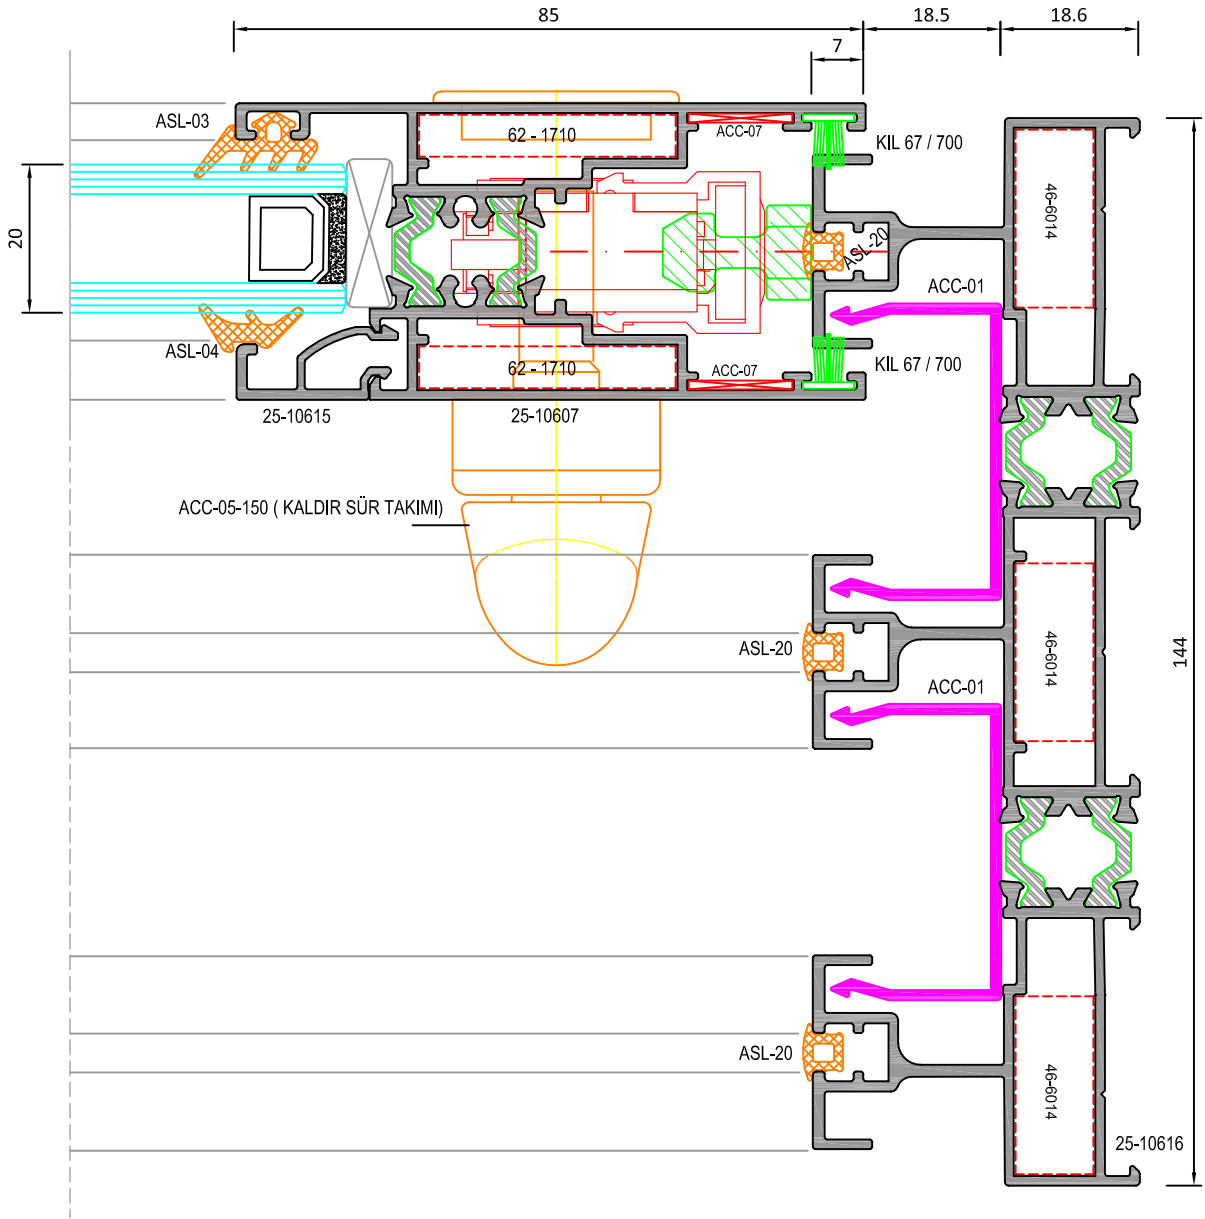 85
18.5
18.6
7
ASL-03
62 - 1710
ACC-07
KIL 67 / 700
46-6014
20
ASL-20
ACC-01
ASL-04
62 - 1710
ACC-07
KIL 67 / 700
25-10615
25-10607
ACC-05-150 ( KALDIR SÜR TAKIMI)
ASL-20
46-6014
144
ACC-01
ASL-20
46-6014
25-10616